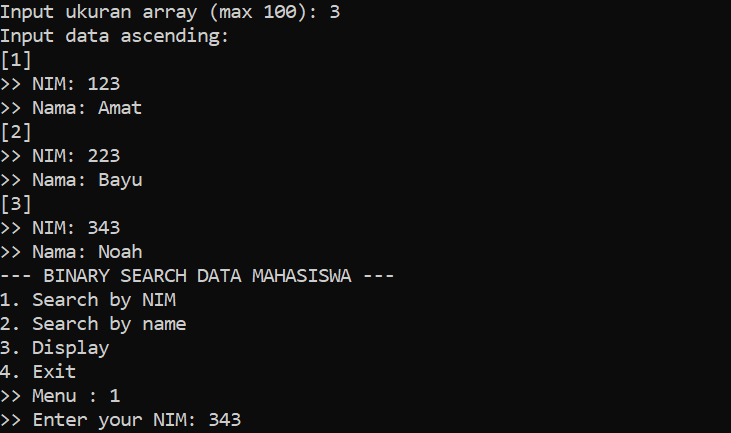 Input ukuran array (max 100): 3
Input data ascending:
[1]
>> NIM: 123
>> Nama: Amat
[2]
>> NIM: 223
>> Nama: Bayu
[3]
>> NIM: 343
>> Nama: Noah
--- BINARY SEARCH DATA MAHASISWA ---
1. Search by NIM
2. Search by name
3. Display
4. Exit
>> Menu : 1
>> Enter your NIM: 343